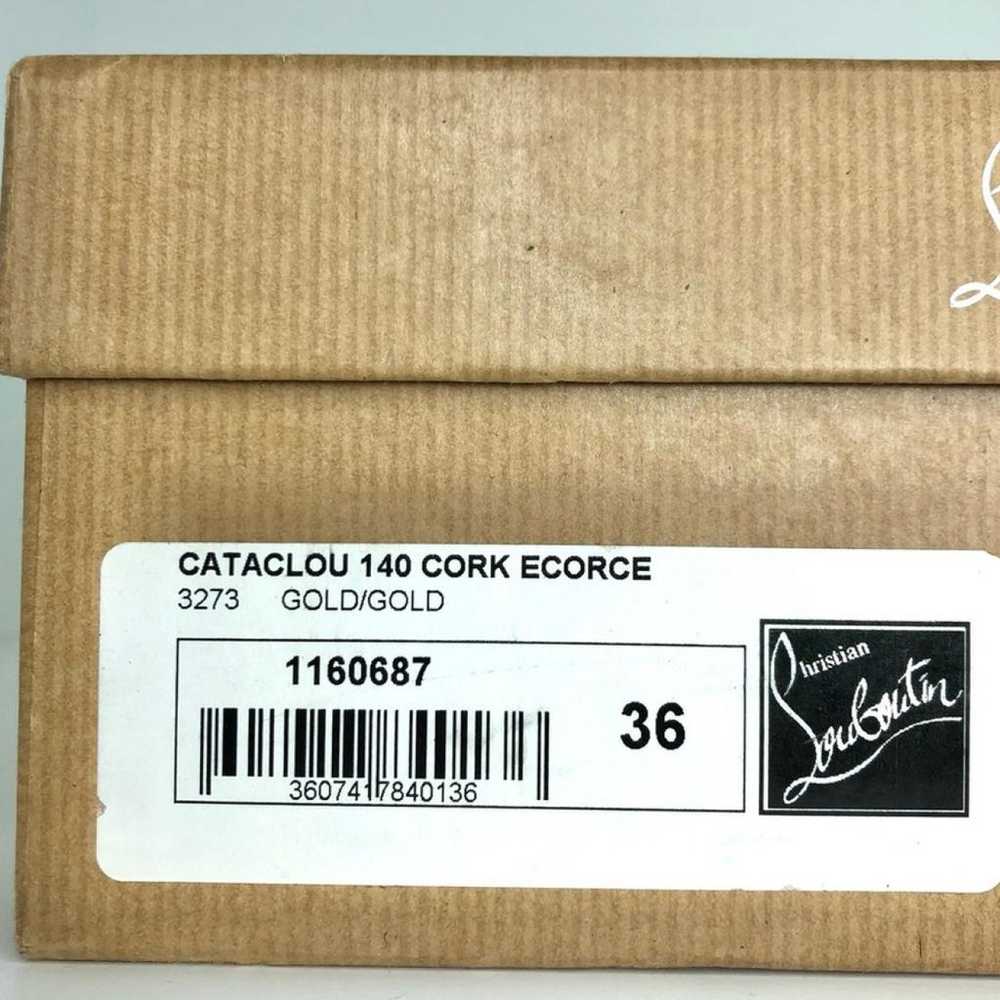 CATACLOU 140 CORK ECORCE
3273 GOLD/GOLD
1160687
36
3607417840136
Christian
Louboutin